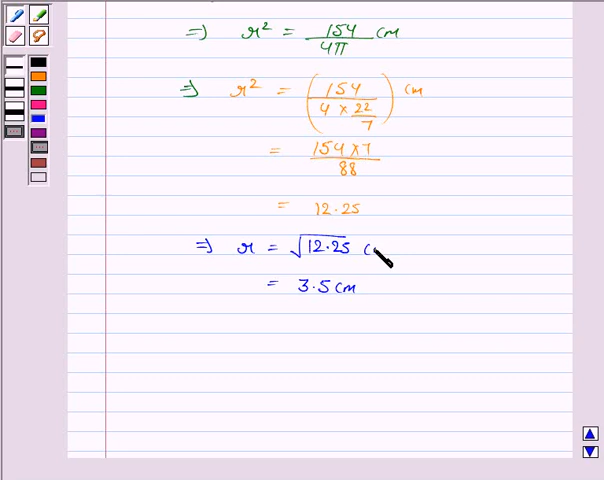 ⇒ r² = 154/4π cm
⇒ r² = (154/(4 × 22/7)) cm
= 154×7/88
= 12.25
⇒ r = √12.25 c
= 3.5 cm